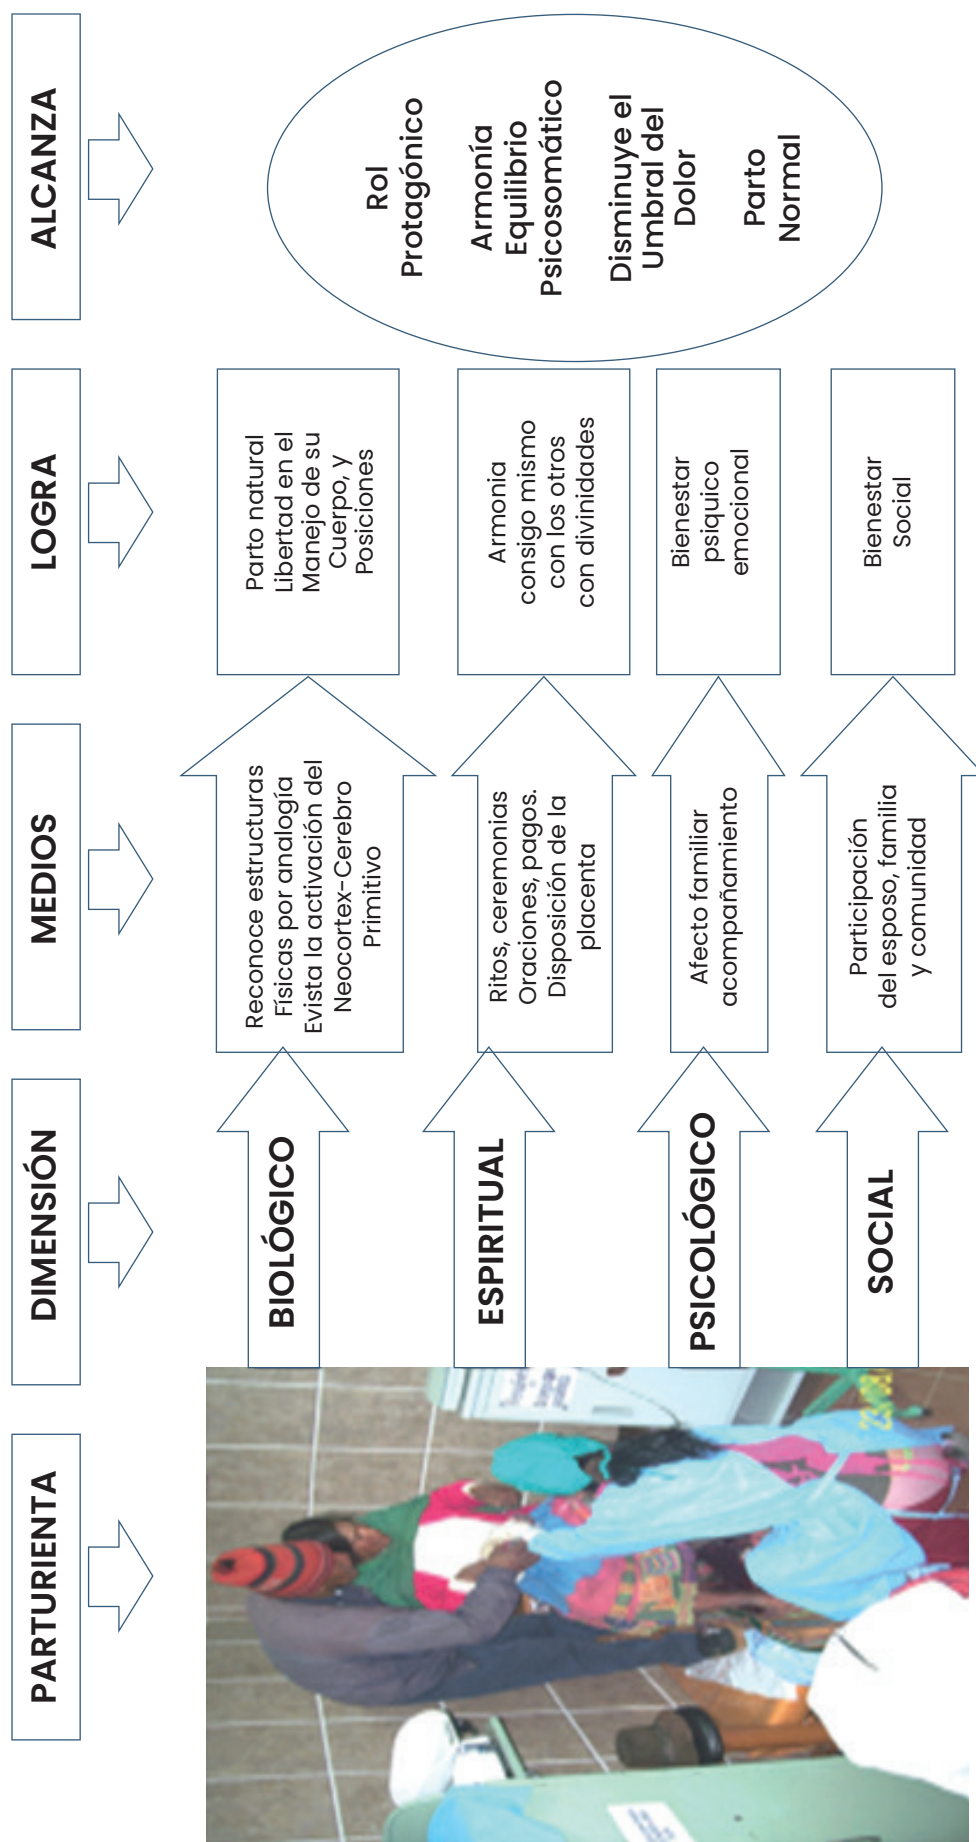 PARTURIENTA
DIMENSIÓN
MEDIOS
LOGRA
ALCANZA
BIOLÓGICO
Reconoce estructuras
Físicas por analogía
Evista la activación del
Neocortex-Cerebro
Primitivo
Parto natural
Libertad en el
Manejo de su
Cuerpo, y
Posiciones
ESPIRITUAL
Ritos, ceremonias
Oraciones, pagos.
Disposición de la
placenta
Armonia
consigo mismo
con los otros
con divinidades
PSICOLÓGICO
Afecto familiar
acompañamiento
Bienestar
psiquico
emocional
SOCIAL
Participación
del esposo, familia
y comunidad
Bienestar
Social
Rol
Protagónico
Armonía
Equilibrio
Psicosomático
Disminuye el
Umbral del
Dolor
Parto
Normal